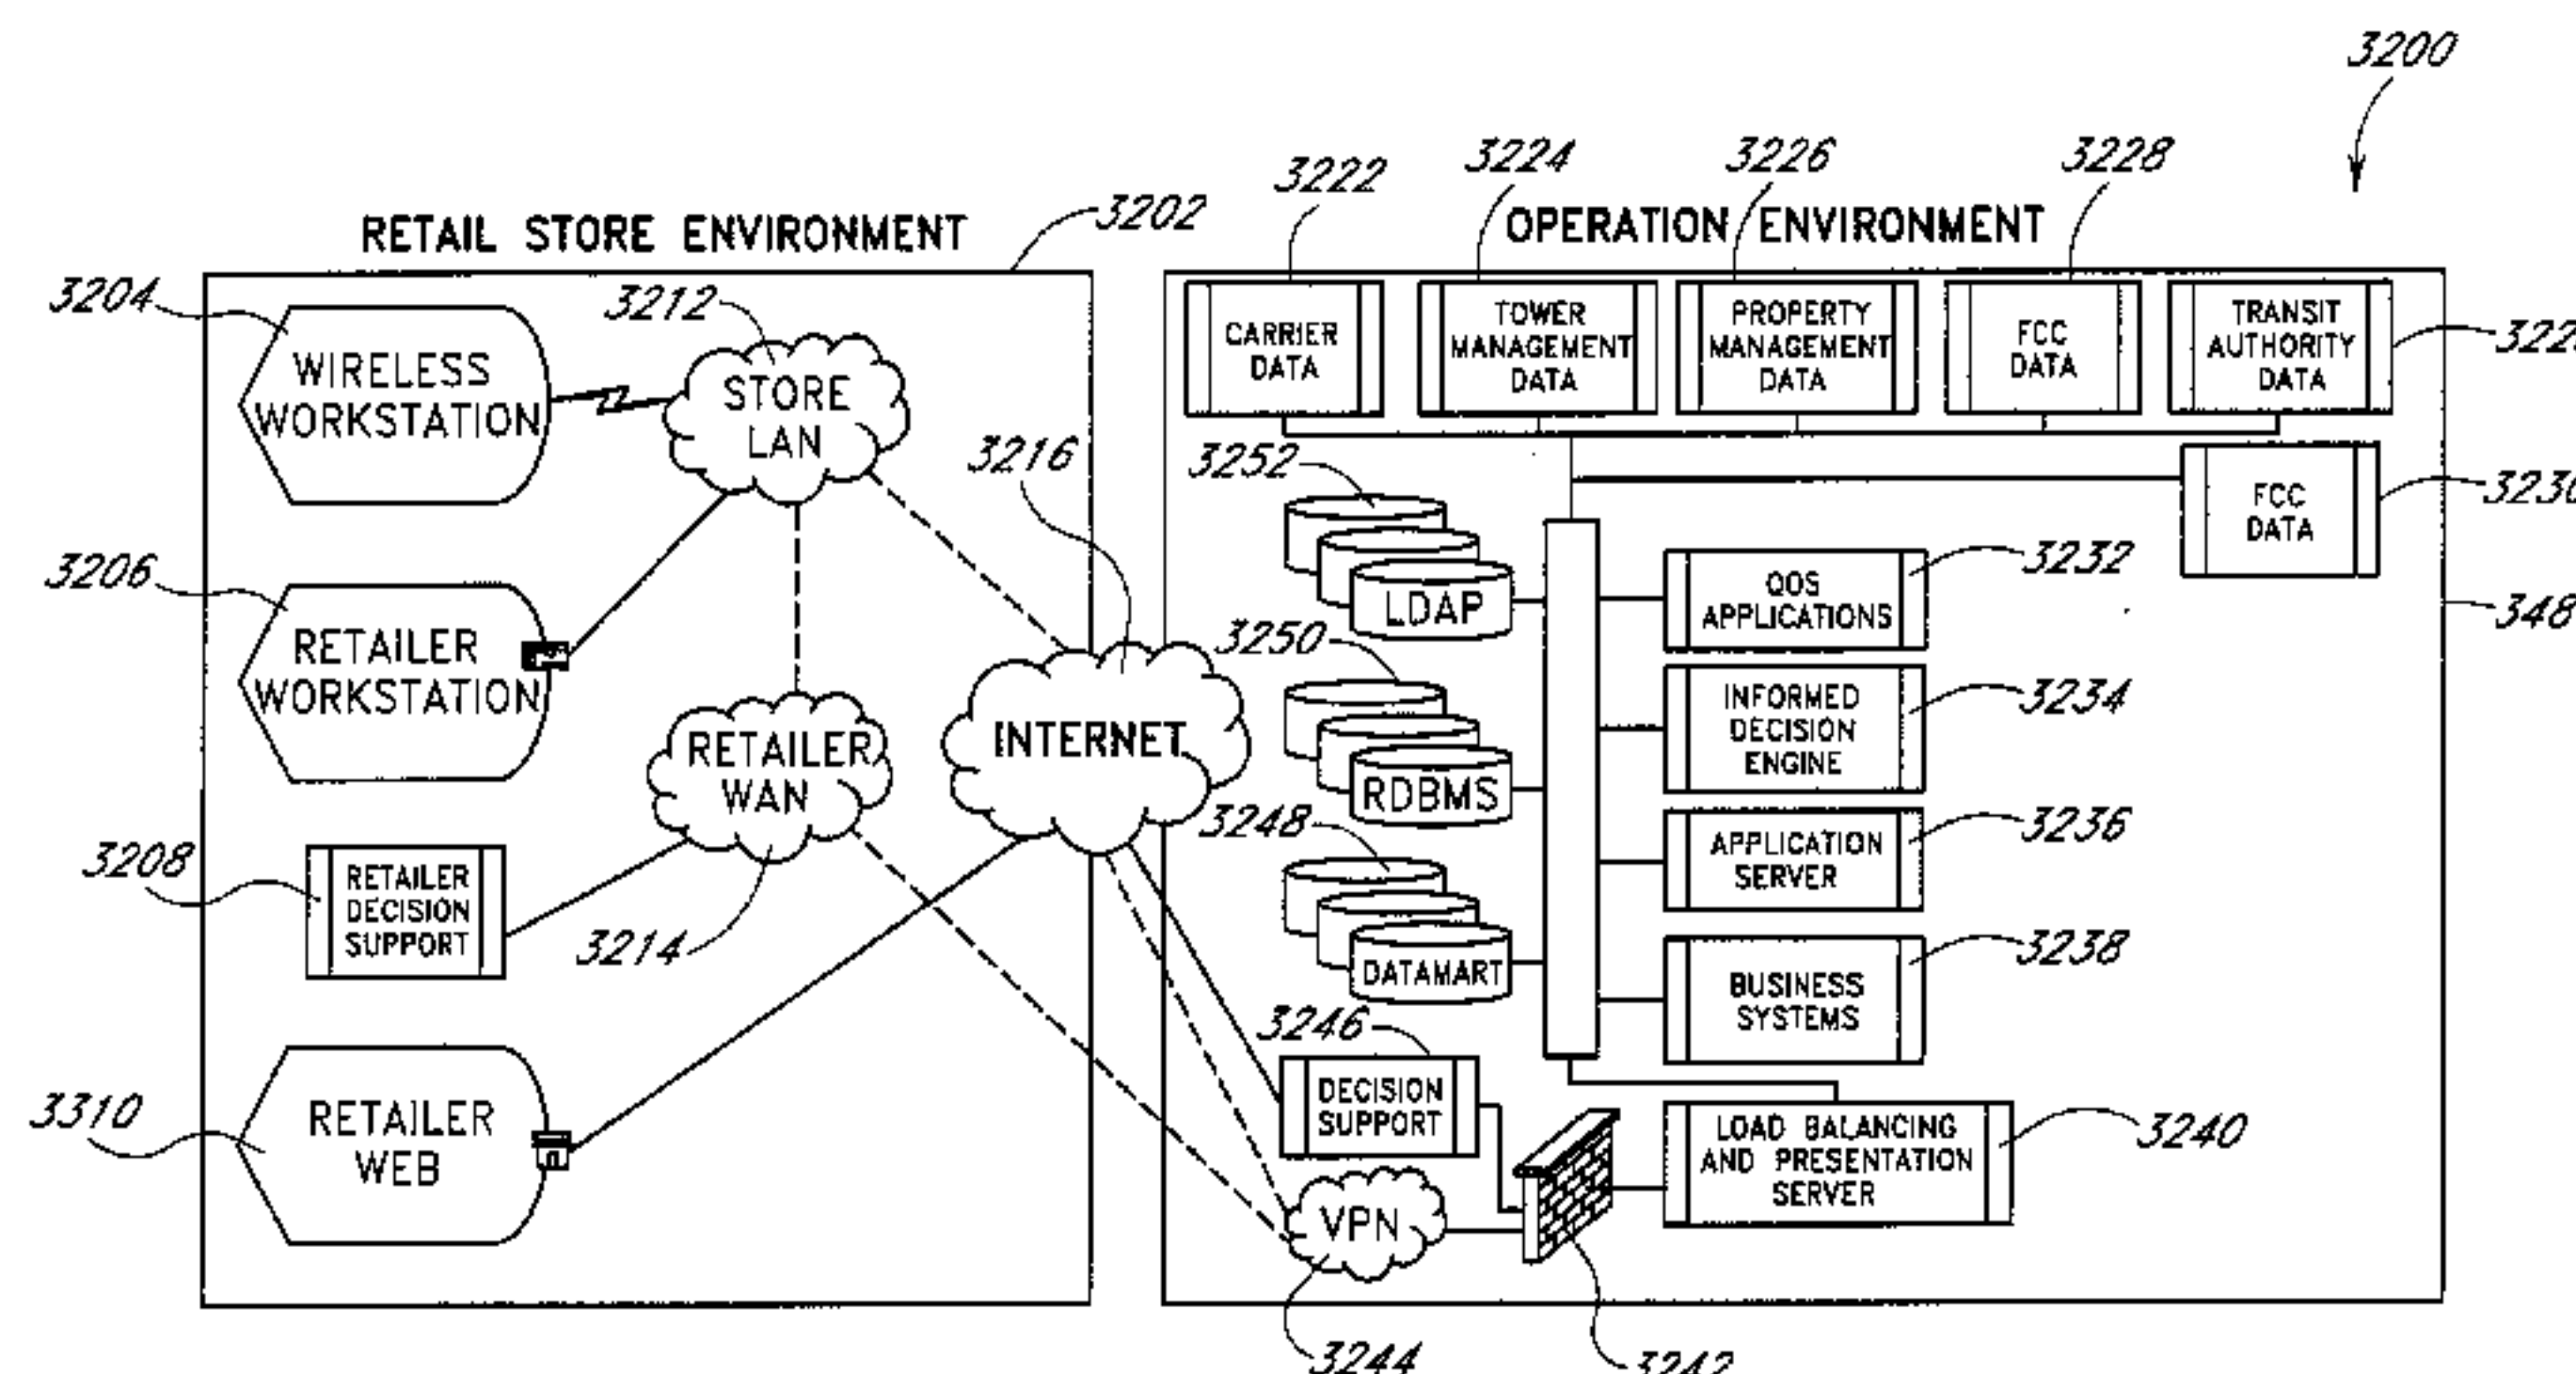 3200
3222
3224
3226
3228
RETAIL STORE ENVIRONMENT
3202
OPERATION ENVIRONMENT
3204
WIRELESS
WORKSTATION
3212
STORE
LAN
3206
RETAILER
WORKSTATION
3216
INTERNET
RETAILER
WAN
3214
3208
RETAILER
DECISION
SUPPORT
3310
RETAILER
WEB
CARRIER
DATA
TOWER
MANAGEMENT
DATA
PROPERTY
MANAGEMENT
DATA
FCC
DATA
TRANSIT
AUTHORITY
DATA
322
FCC
DATA
323
348
3252
LDAP
3250
RDBMS
3248
DATAMART
QOS
APPLICATIONS
3232
INFORMED
DECISION
ENGINE
3234
APPLICATION
SERVER
3236
BUSINESS
SYSTEMS
3238
3246
DECISION
SUPPORT
LOAD BALANCING
AND PRESENTATION
SERVER
3240
VPN
3244
3242